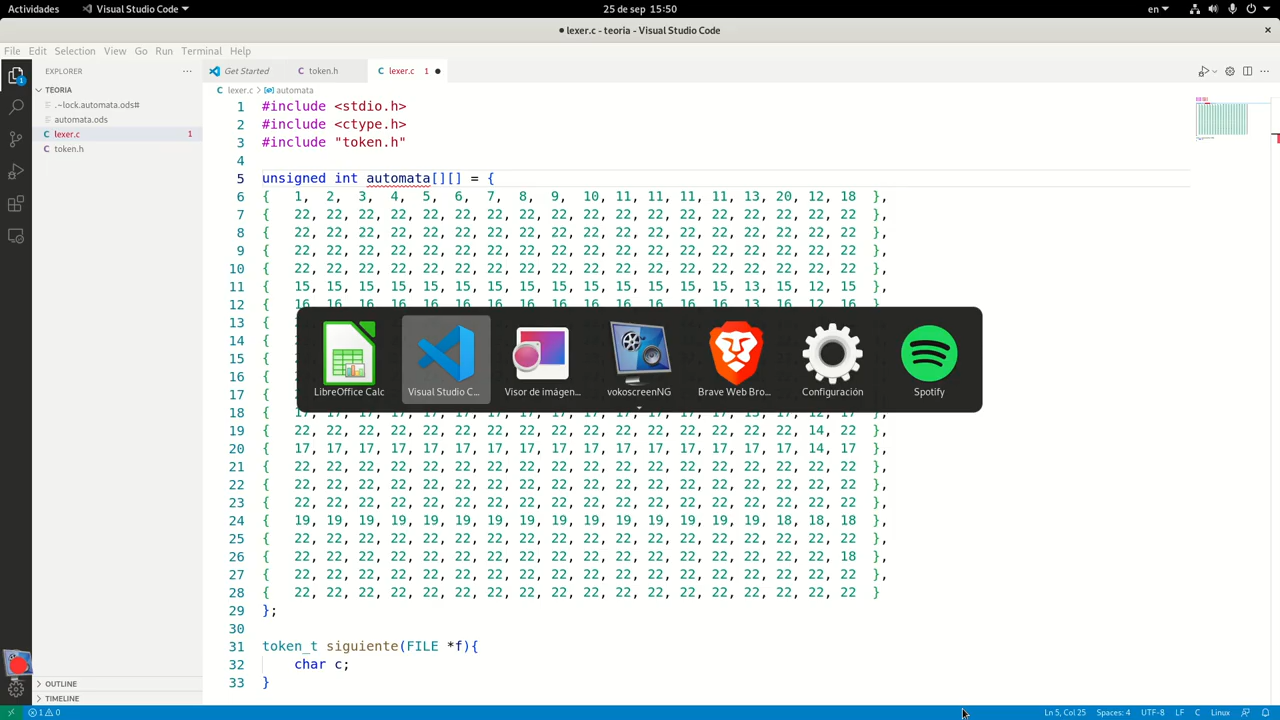 Actividades Visual Studio Code 25 de sep 15:50 en
● lexer.c - teoria - Visual Studio Code ×
File Edit Selection View Go Run Terminal Help
EXPLORER ··· Get Started C token.h C lexer.c 1 ●
TEORIA
C lexer.c > automata
.~lock.automata.ods#
automata.ods
C lexer.c 1
C token.h
1 #include <stdio.h>
2 #include <ctype.h>
3 #include "token.h"
4
5 unsigned int automata[][] = {
6 { 1, 2, 3, 4, 5, 6, 7, 8, 9, 10, 11, 11, 11, 11, 13, 20, 12, 18 },
7 { 22, 22, 22, 22, 22, 22, 22, 22, 22, 22, 22, 22, 22, 22, 22, 22, 22, 22 },
8 { 22, 22, 22, 22, 22, 22, 22, 22, 22, 22, 22, 22, 22, 22, 22, 22, 22, 22 },
9 { 22, 22, 22, 22, 22, 22, 22, 22, 22, 22, 22, 22, 22, 22, 22, 22, 22, 22 },
10 { 22, 22, 22, 22, 22, 22, 22, 22, 22, 22, 22, 22, 22, 22, 22, 22, 22, 22 },
11 { 15, 15, 15, 15, 15, 15, 15, 15, 15, 15, 15, 15, 15, 15, 13, 15, 12, 15 },
12 { 16, 16, 16, 16, 16, 16, 16, 16, 16, 16, 16, 16, 16, 16, 13, 16, 12, 16 },
13
14
15
16
17
LibreOffice Calc Visual Studio C... Visor de imágen... vokoscreenNG Brave Web Bro... Configuración Spotify
18 { 17, 17, 17, 17, 17, 17, 17, 17, 17, 17, 17, 17, 17, 17, 13, 17, 12, 17 },
19 { 22, 22, 22, 22, 22, 22, 22, 22, 22, 22, 22, 22, 22, 22, 22, 22, 14, 22 },
20 { 17, 17, 17, 17, 17, 17, 17, 17, 17, 17, 17, 17, 17, 17, 17, 17, 14, 17 },
21 { 22, 22, 22, 22, 22, 22, 22, 22, 22, 22, 22, 22, 22, 22, 22, 22, 22, 22 },
22 { 22, 22, 22, 22, 22, 22, 22, 22, 22, 22, 22, 22, 22, 22, 22, 22, 22, 22 },
23 { 22, 22, 22, 22, 22, 22, 22, 22, 22, 22, 22, 22, 22, 22, 22, 22, 22, 22 },
24 { 19, 19, 19, 19, 19, 19, 19, 19, 19, 19, 19, 19, 19, 19, 19, 18, 18, 18 },
25 { 22, 22, 22, 22, 22, 22, 22, 22, 22, 22, 22, 22, 22, 22, 22, 22, 22, 22 },
26 { 22, 22, 22, 22, 22, 22, 22, 22, 22, 22, 22, 22, 22, 22, 22, 22, 22, 18 },
27 { 22, 22, 22, 22, 22, 22, 22, 22, 22, 22, 22, 22, 22, 22, 22, 22, 22, 22 },
28 { 22, 22, 22, 22, 22, 22, 22, 22, 22, 22, 22, 22, 22, 22, 22, 22, 22, 22 }
29 };
30
31 token_t siguiente(FILE *f){
32 char c;
33 }
OUTLINE
TIMELINE
1 0 Ln 5, Col 25 Spaces: 4 UTF-8 LF C Linux